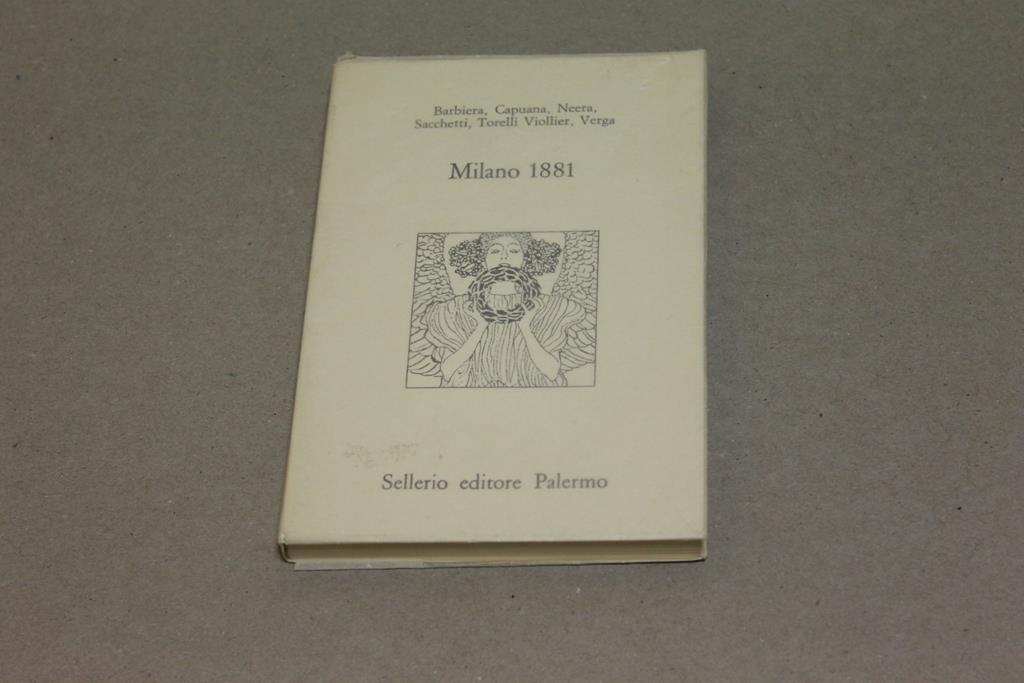 Barbiera, Capuana, Neera,
Sacchetti, Torelli Viollier, Verga
Milano 1881
Sellerio editore Palermo